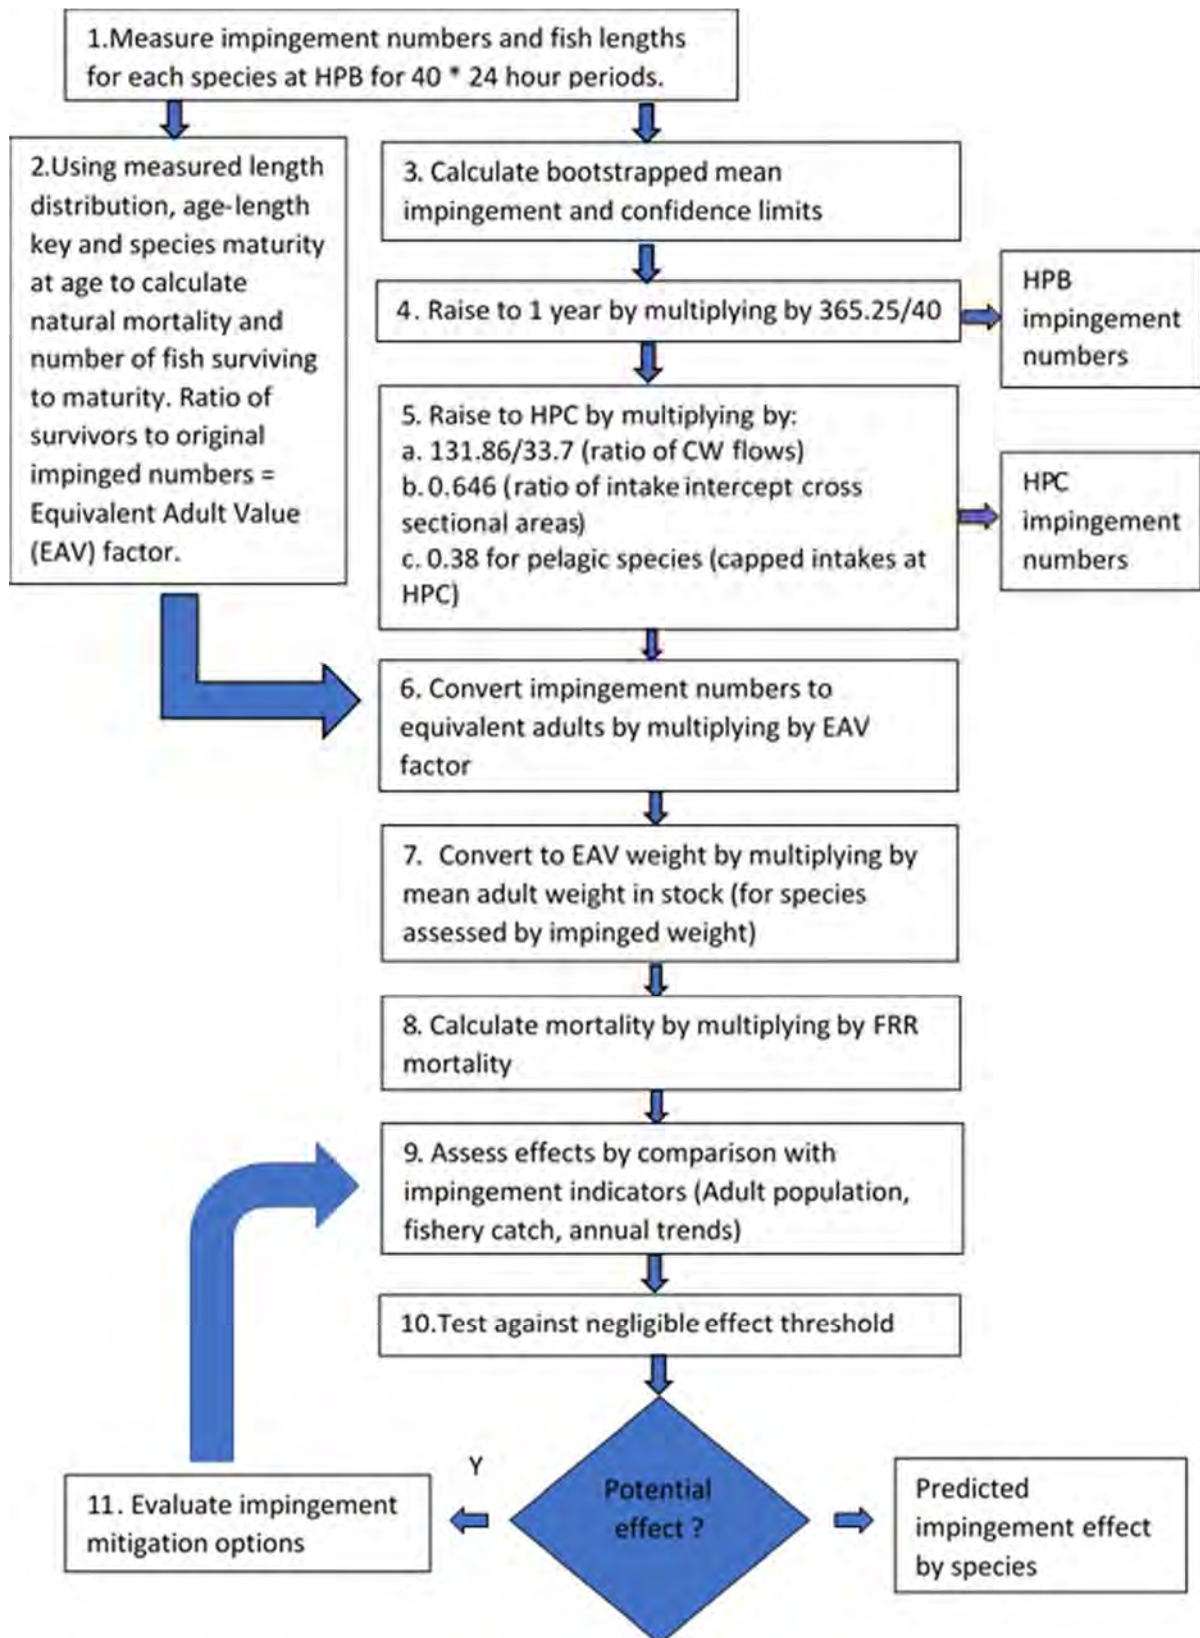 1.Measure impingement numbers and fish lengths
for each species at HPB for 40 * 24 hour periods.
2.Using measured length
distribution, age-length
key and species maturity
at age to calculate
natural mortality and
number of fish surviving
to maturity. Ratio of
survivors to original
impinged numbers =
Equivalent Adult Value
(EAV) factor.
3. Calculate bootstrapped mean
impingement and confidence limits
4. Raise to 1 year by multiplying by 365.25/40
HPB
impingement
numbers
5. Raise to HPC by multiplying by:
a. 131.86/33.7 (ratio of CW flows)
b. 0.646 (ratio of intake intercept cross
sectional areas)
c. 0.38 for pelagic species (capped intakes at
HPC)
HPC
impingement
numbers
6. Convert impingement numbers to
equivalent adults by multiplying by EAV
factor
7. Convert to EAV weight by multiplying by
mean adult weight in stock (for species
assessed by impinged weight)
8. Calculate mortality by multiplying by FRR
mortality
9. Assess effects by comparison with
impingement indicators (Adult population,
fishery catch, annual trends)
10.Test against negligible effect threshold
Potential
effect ?
Y
11. Evaluate impingement
mitigation options
Predicted
impingement effect
by species